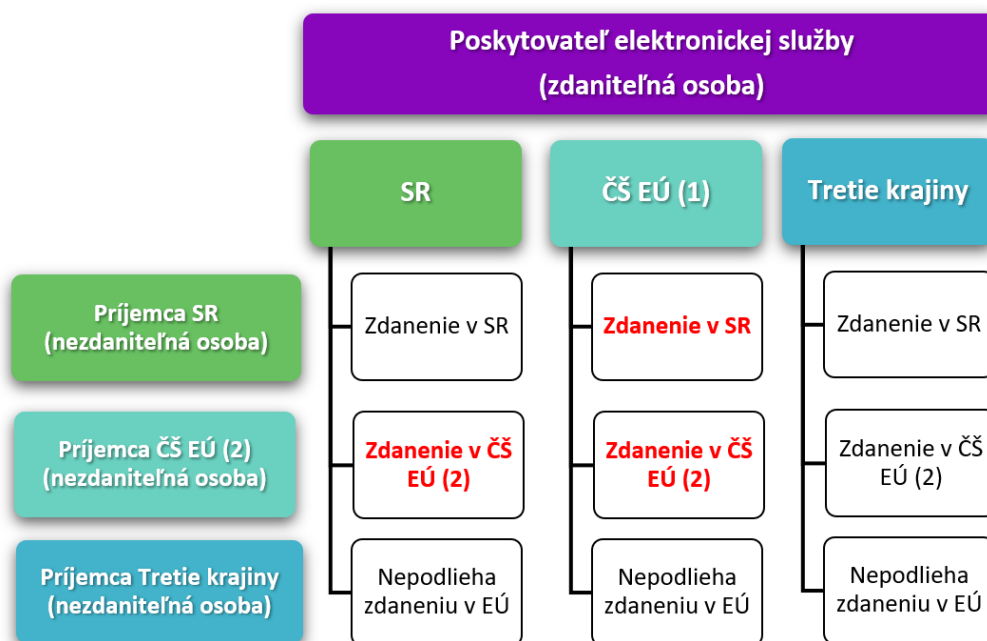 Poskytovateľ elektronickej služby
(zdaniteľná osoba)
SR
ČŠ EÚ (1)
Tretie krajiny
Príjemca SR
(nezdaniteľná osoba)
Zdanenie v SR
Zdanenie v SR
Zdanenie v SR
Príjemca ČŠ EÚ (2)
(nezdaniteľná osoba)
Zdanenie v ČŠ
EÚ (2)
Zdanenie v ČŠ
EÚ (2)
Zdanenie v ČŠ
EÚ (2)
Príjemca Tretie krajiny
(nezdaniteľná osoba)
Nepodlieha
zdaneniu v EÚ
Nepodlieha
zdaneniu v EÚ
Nepodlieha
zdaneniu v EÚ